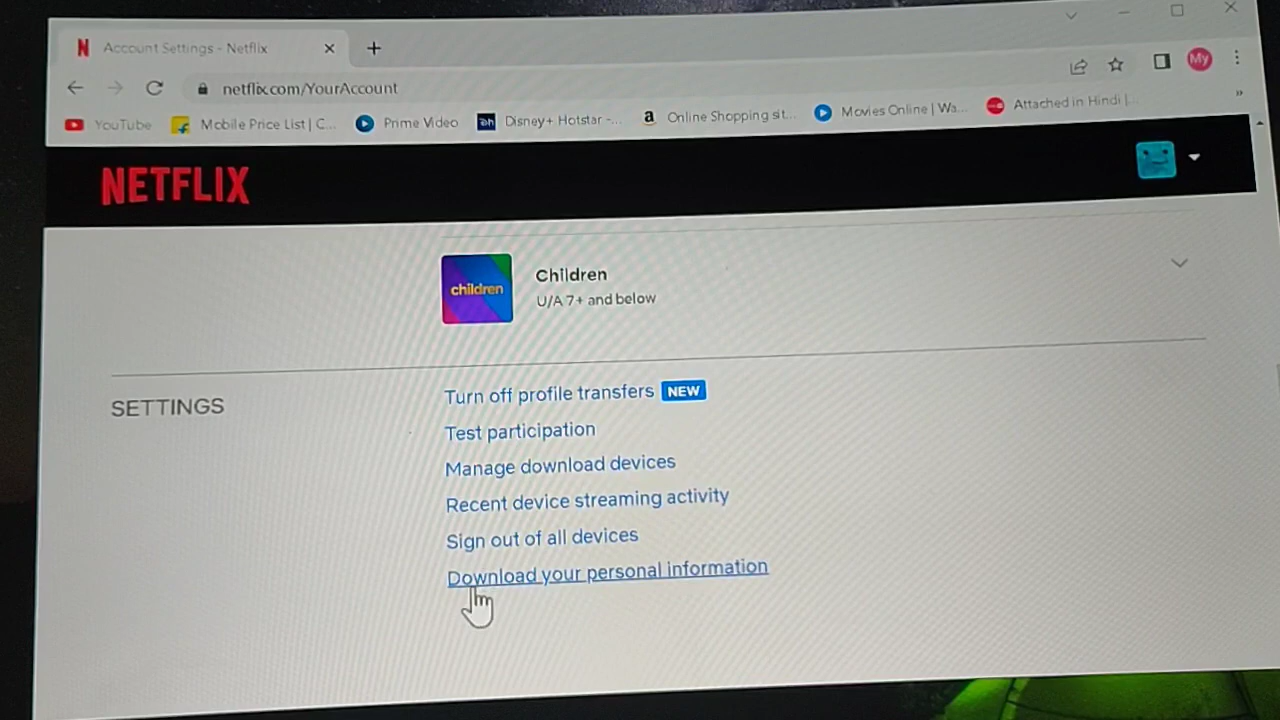 Account Settings - Netflix
netflix.com/YourAccount
My
YouTube
Mobile Price List | C...
Prime Video
Disney+ Hotstar -...
a Online Shopping sit...
Movies Online | Wa...
Attached in Hindi |...
NETFLIX
children
Children
U/A 7+ and below
SETTINGS
Turn off profile transfers NEW
Test participation
Manage download devices
Recent device streaming activity
Sign out of all devices
Download your personal information